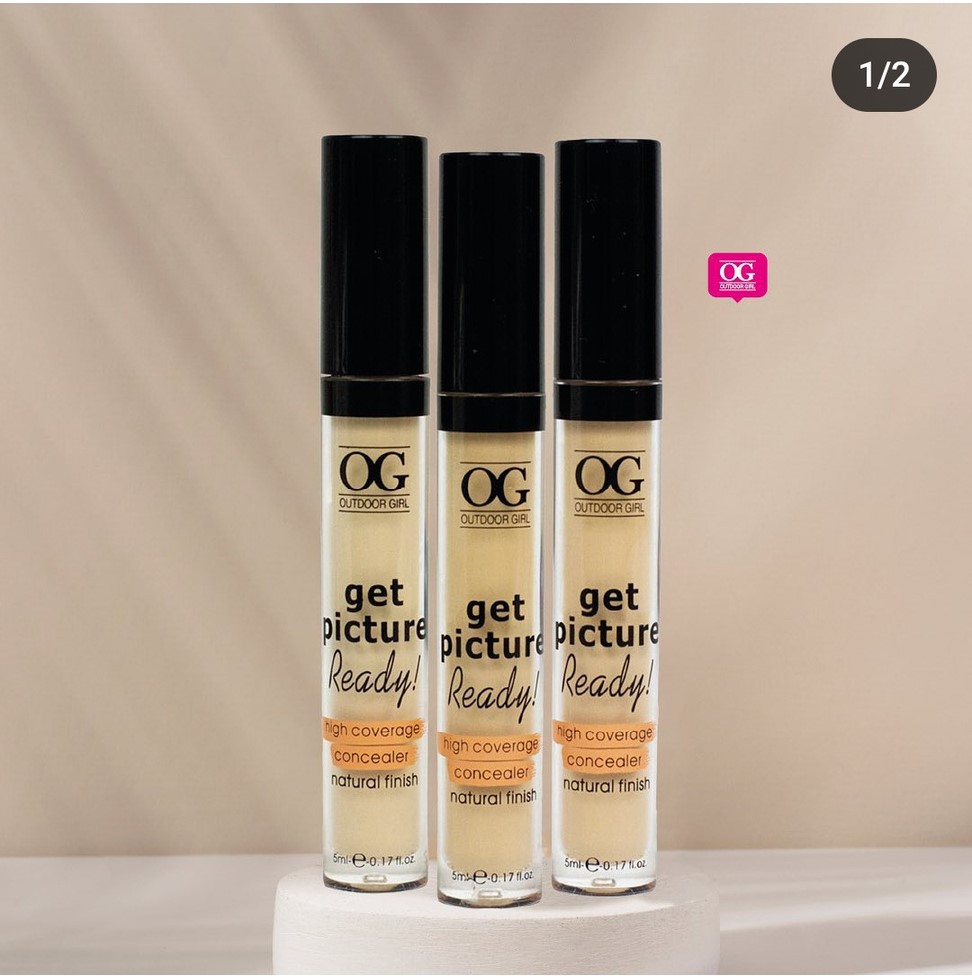 1/2
OG
OUTDOOR GIRL
OG
OUTDOOR GIRL
get
picture
Ready!
high coverage
concealer
natural finish
5ml-e-0.17 fl.oz.
OG
OUTDOOR GIRL
get
picture
Ready!
high coverage
concealer
natural finish
5ml-e-0.17 fl.oz.
OG
OUTDOOR GIRL
get
picture
Ready!
high coverage
concealer
natural finish
5ml-e-0.17 fl.oz.